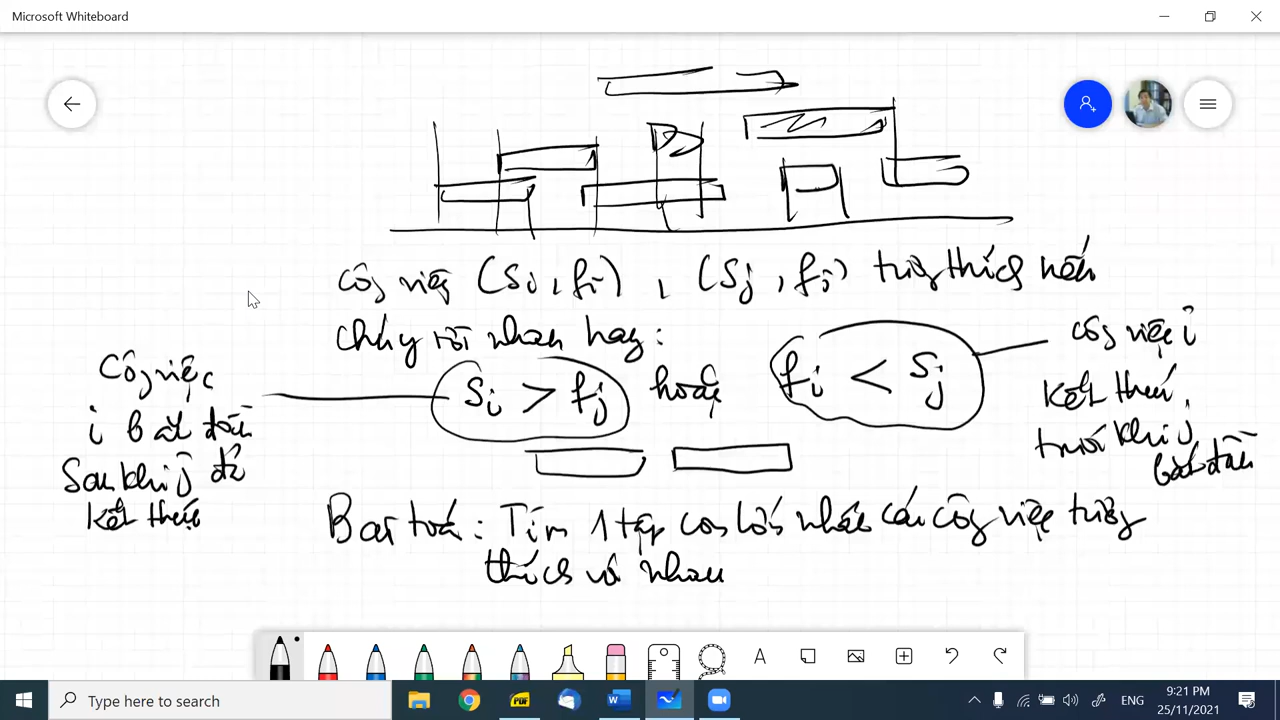 Microsoft Whiteboard
công việc (Si, fi), (Sj, fj) tương thích nếu
chúng rời nhau hay:
Si > fj hoặc fi < Sj
Công việc
i bắt đầu
Sau khi j đã
kết thúc
công việc i
kết thúc
trước khi j
bắt đầu
Bài toán: Tìm 1 tập con lớn nhất các công việc tương
thích với nhau
A
Type here to search
PDF
ENG
9:21 PM
25/11/2021